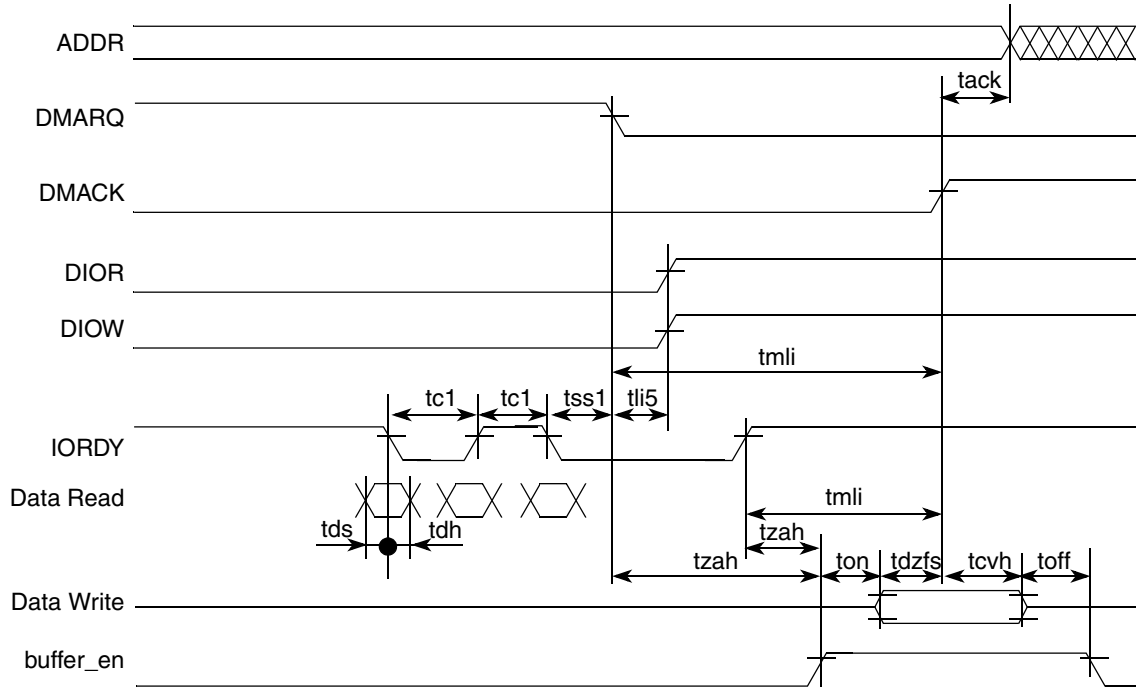 ADDR
tack
DMARQ
DMACK
DIOR
DIOW
tmli
tc1 tc1 tss1 tli5
IORDY
Data Read
tmli
tds tdh
tzah
tzah ton tdzfs tcvh toff
Data Write
buffer_en